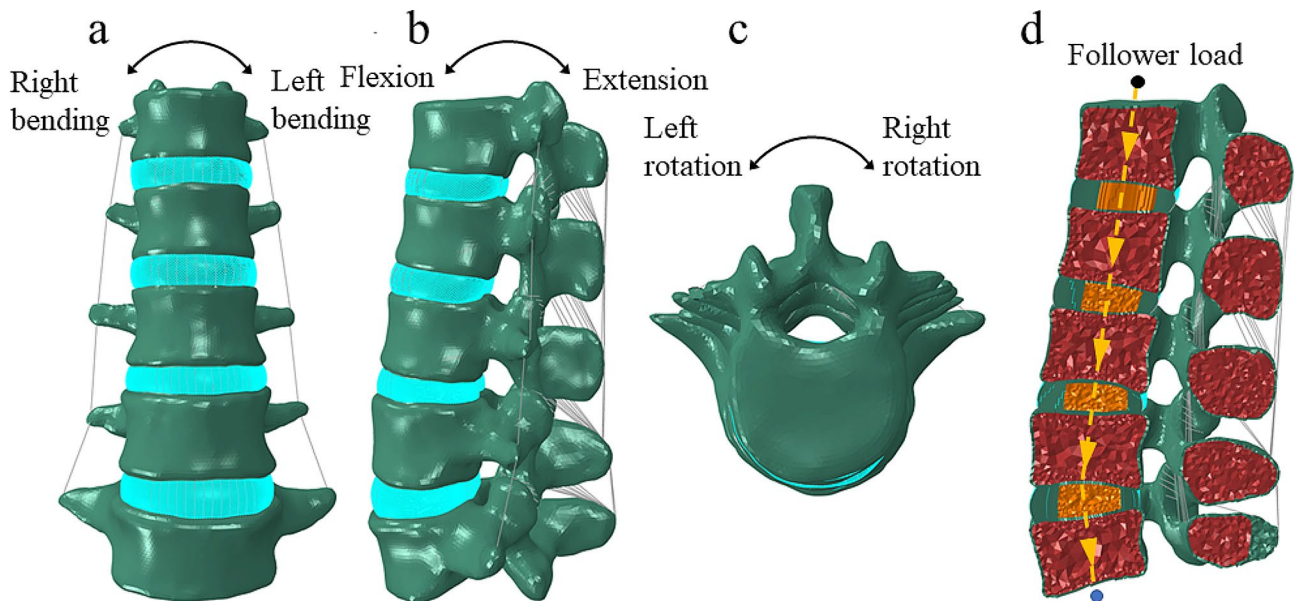 a
Right
bending
Left
bending
b
Flexion
Extension
c
Left
rotation
Right
rotation
d
Follower load